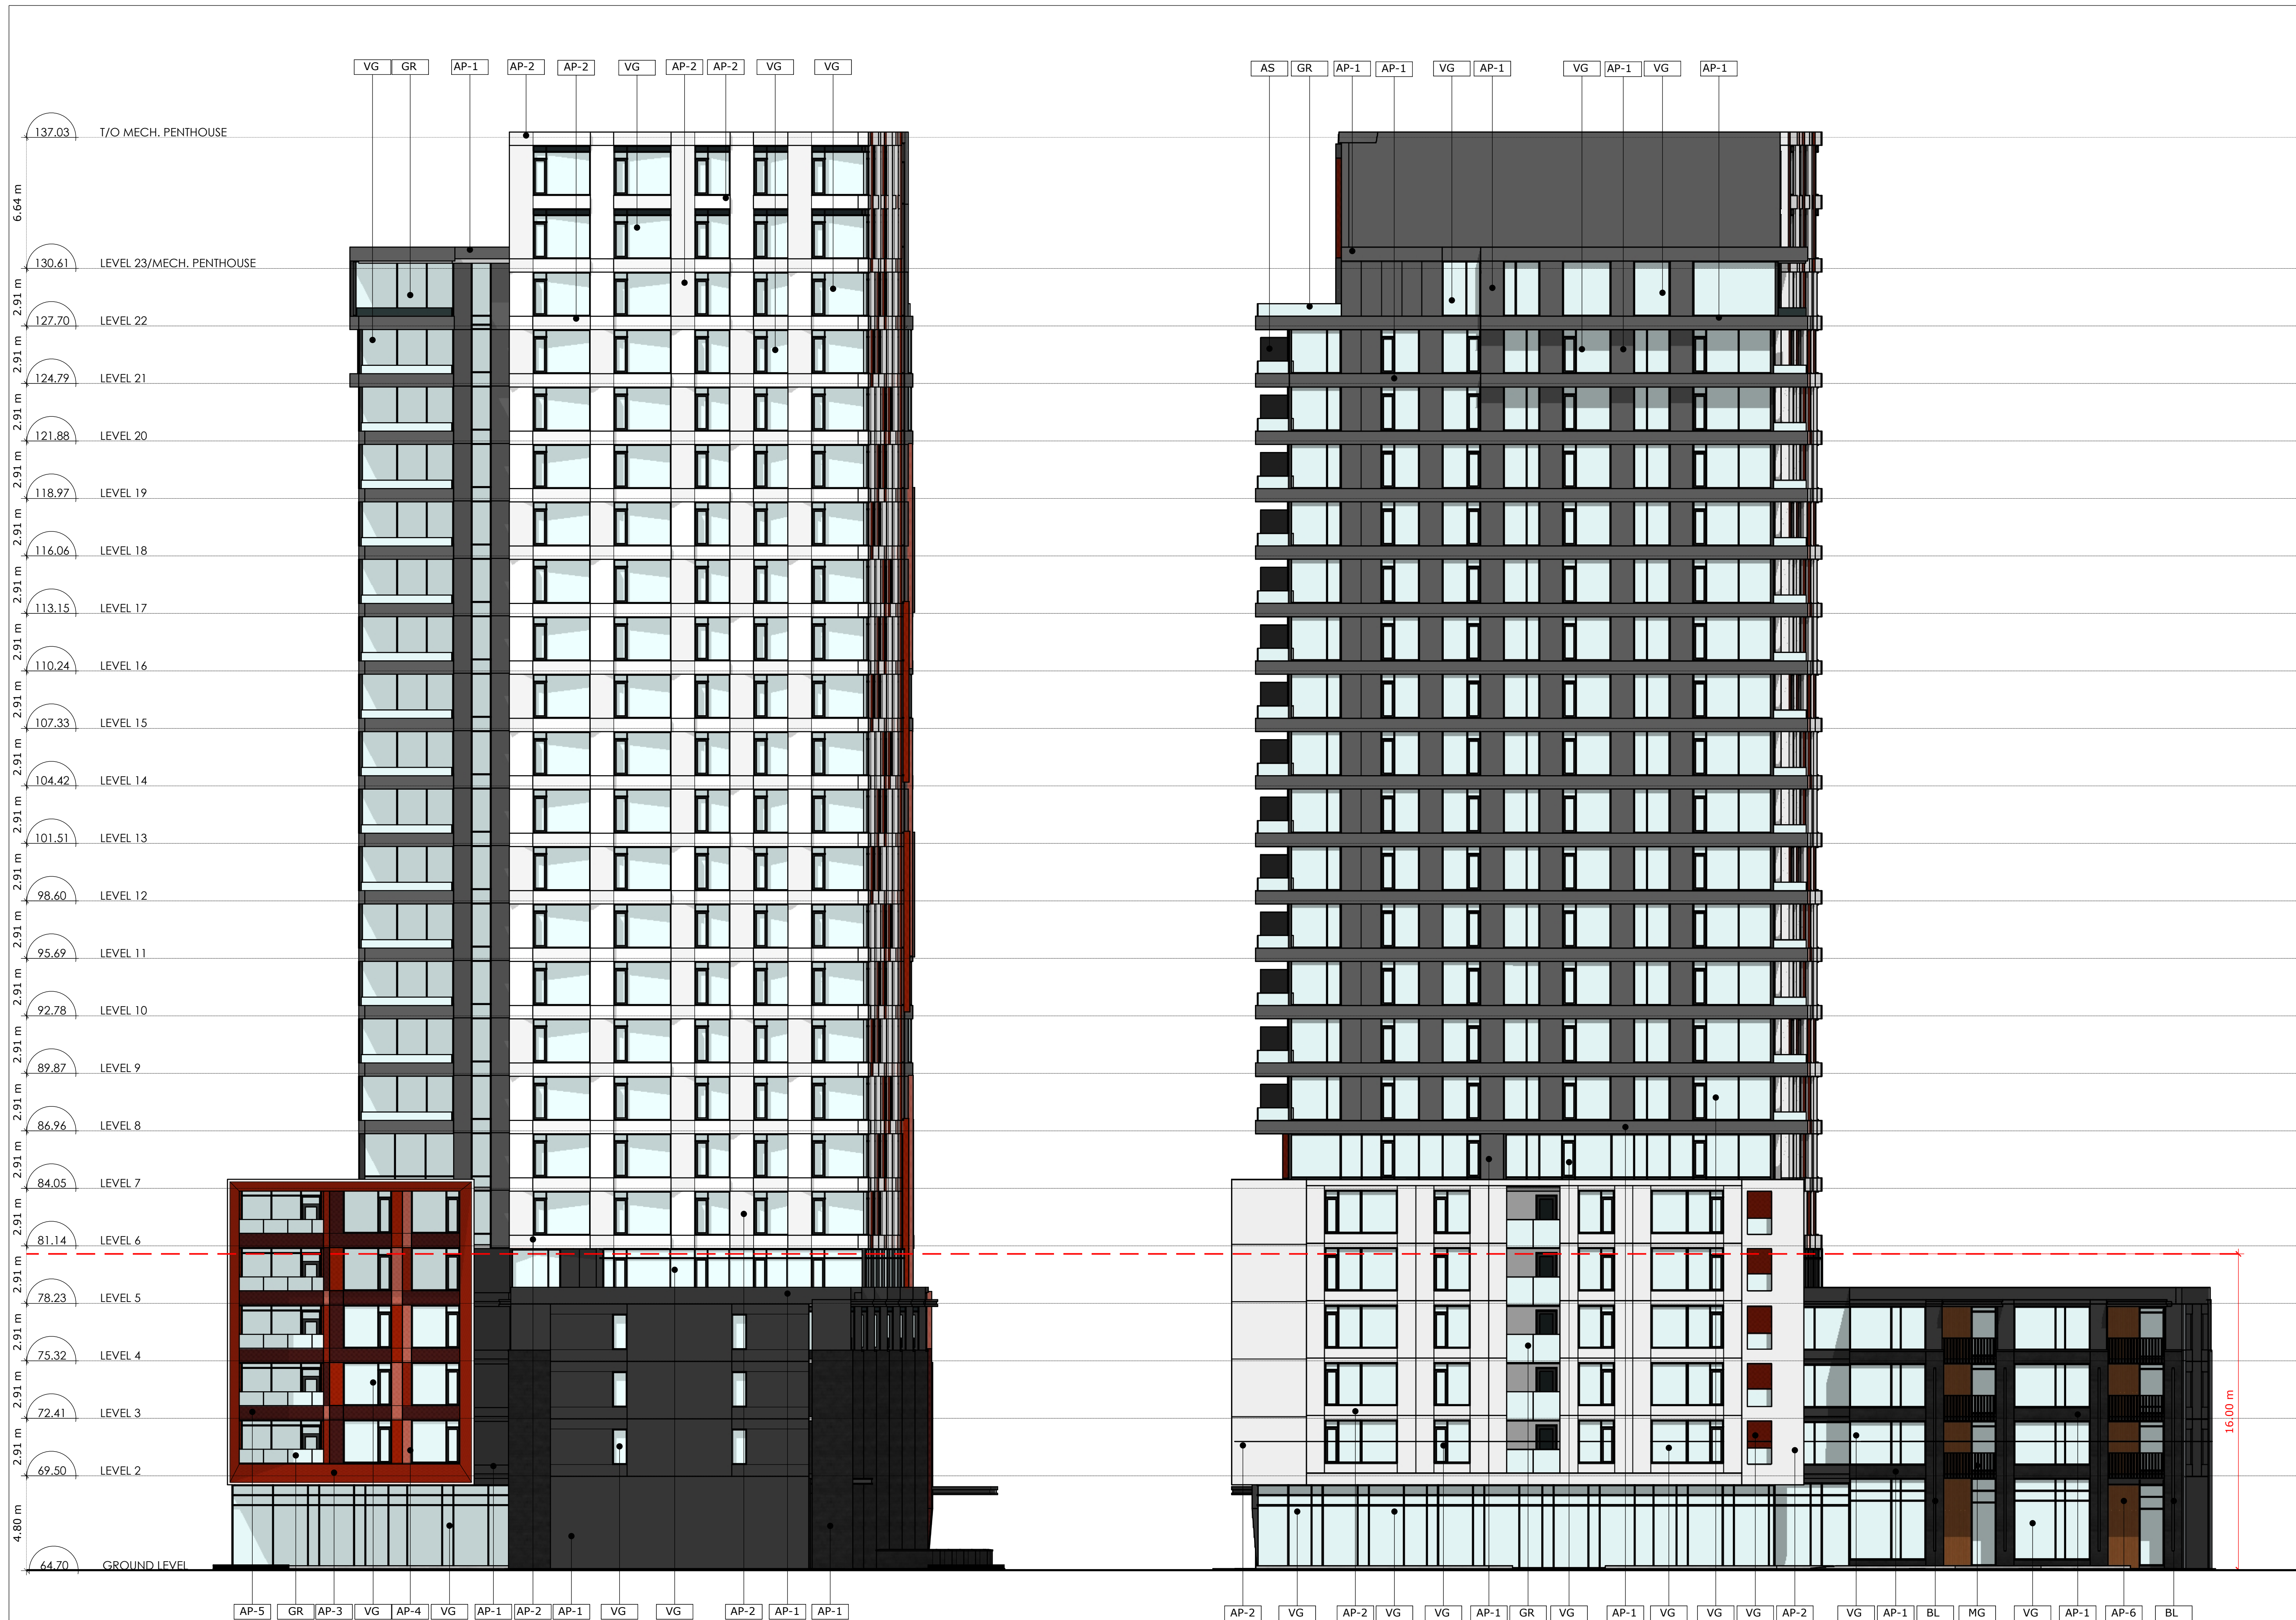 VG GR AP-1 AP-2 AP-2 VG AP-2 AP-2 VG VG
AS GR AP-1 AP-1 VG AP-1 VG AP-1 VG AP-1
137.03 T/O MECH. PENTHOUSE
6.64 m
130.61 LEVEL 23/MECH. PENTHOUSE
2.91 m
127.70 LEVEL 22
2.91 m
124.79 LEVEL 21
2.91 m
121.88 LEVEL 20
2.91 m
118.97 LEVEL 19
2.91 m
116.06 LEVEL 18
2.91 m
113.15 LEVEL 17
2.91 m
110.24 LEVEL 16
2.91 m
107.33 LEVEL 15
2.91 m
104.42 LEVEL 14
2.91 m
101.51 LEVEL 13
2.91 m
98.60 LEVEL 12
2.91 m
95.69 LEVEL 11
2.91 m
92.78 LEVEL 10
2.91 m
89.87 LEVEL 9
2.91 m
86.96 LEVEL 8
2.91 m
84.05 LEVEL 7
2.91 m
81.14 LEVEL 6
2.91 m
78.23 LEVEL 5
2.91 m
75.32 LEVEL 4
2.91 m
72.41 LEVEL 3
2.91 m
69.50 LEVEL 2
4.80 m
64.70 GROUND LEVEL
16.00 m
AP-5 GR AP-3 VG AP-4 VG AP-1 AP-2 AP-1 VG VG AP-2 AP-1 AP-1
AP-2 VG AP-2 VG VG AP-1 GR VG AP-1 VG VG VG AP-2 VG AP-1 BL MG VG AP-1 AP-6 BL